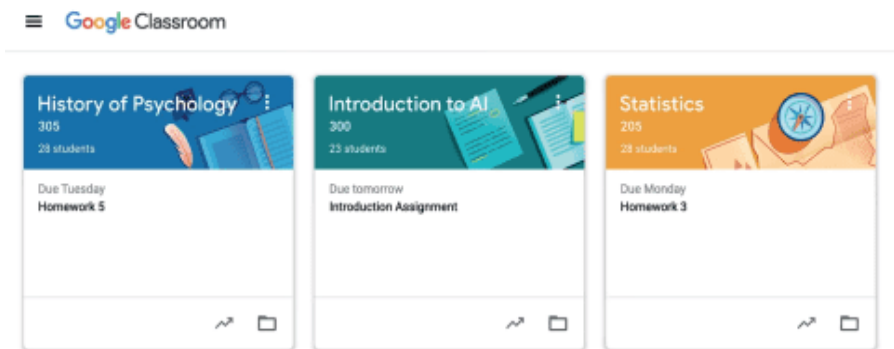 Google Classroom
History of Psychology
305
28 students
Due Tuesday
Homework 5
Introduction to AI
300
23 students
Due tomorrow
Introduction Assignment
Statistics
205
28 students
Due Monday
Homework 3